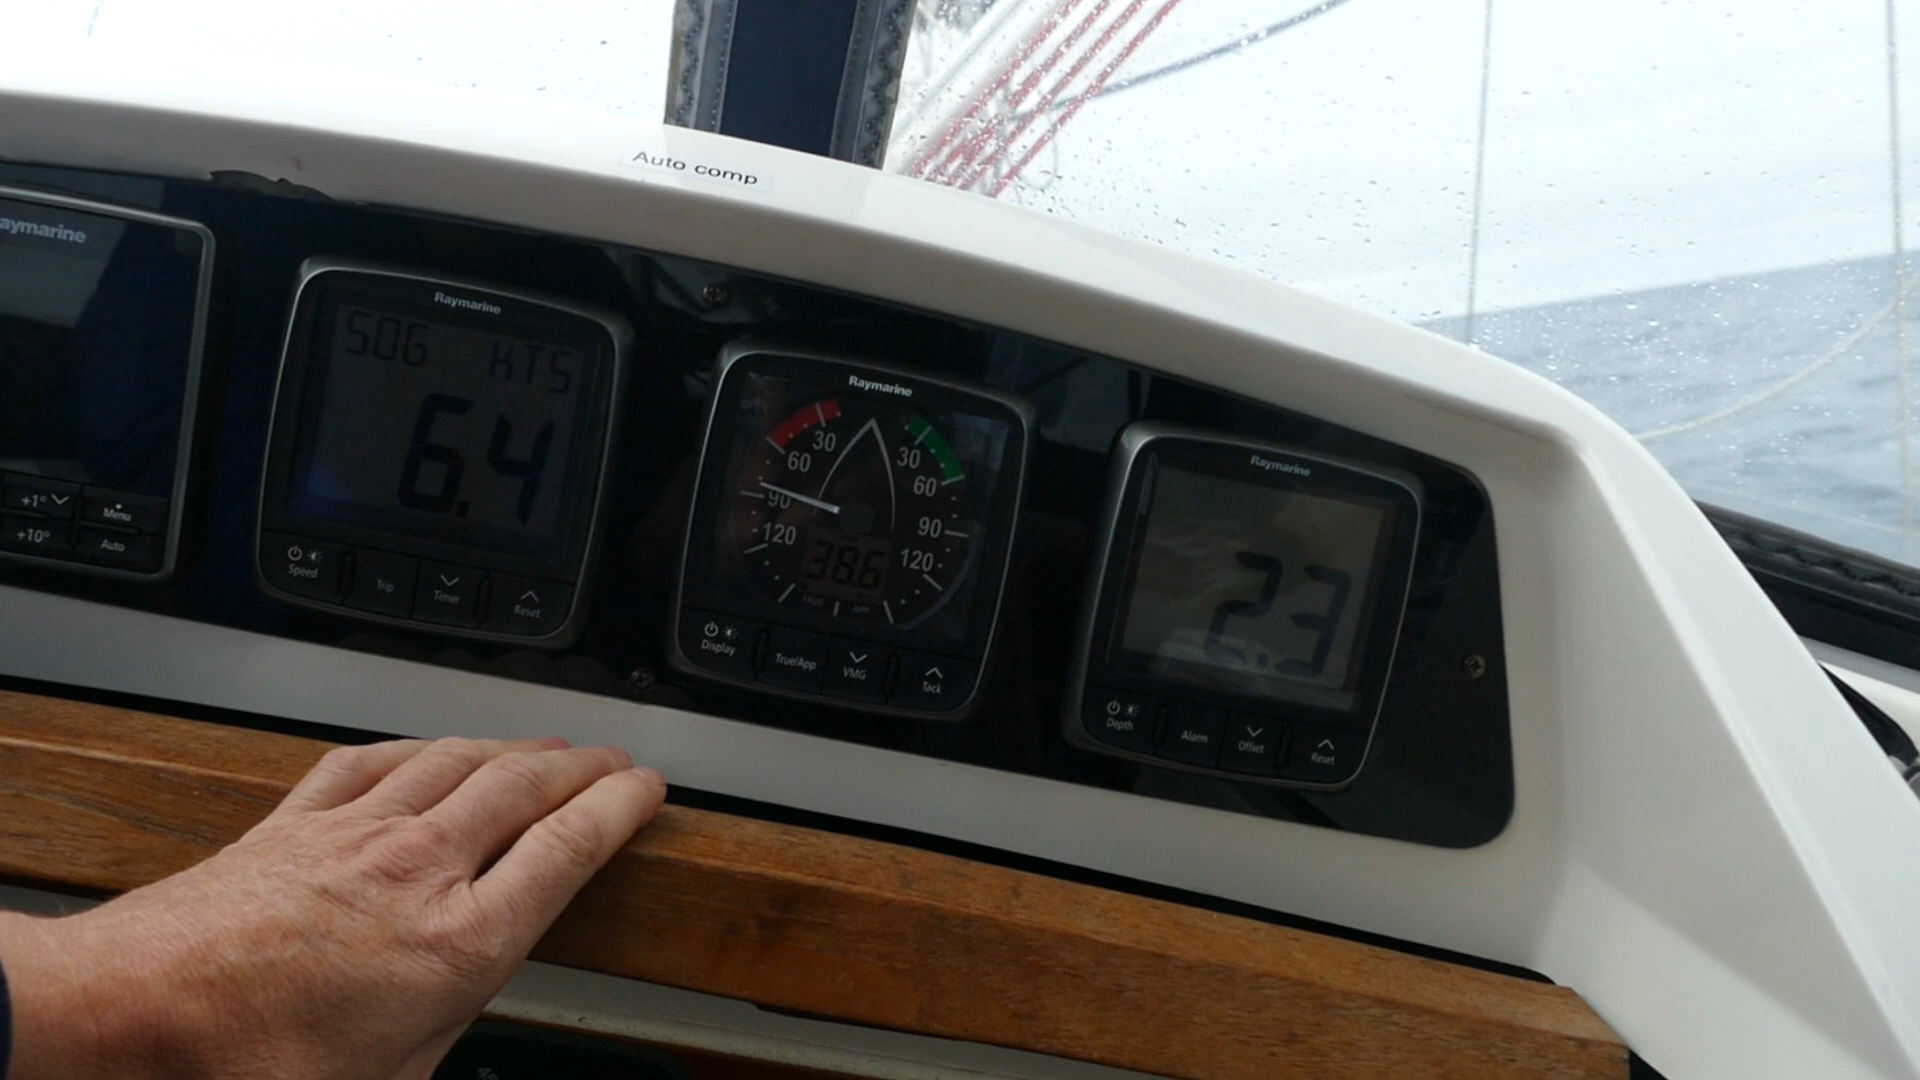 Auto comp
aymarine
+1°
Menu
+10°
Auto
Raymarine
SOG KTS
6.4
Speed
Trip
Timer
Reset
Raymarine
30
30
60
60
90
90
120
120
38.6
TRUE
APP
Display
True/App
VMG
Tack
Raymarine
2.3
Depth
Alarm
Offset
Reset